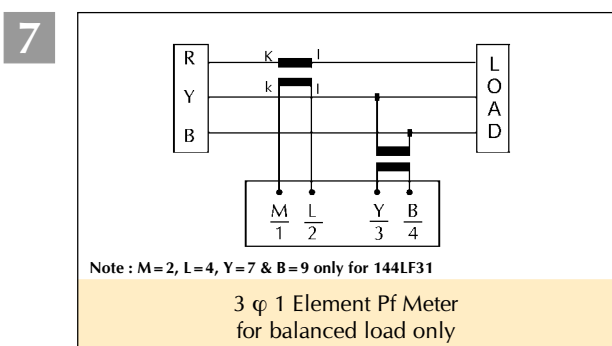 7
R
K l
L
Y
k l
O
A
B
D
M L Y B
1 2 3 4
Note : M=2, L=4, Y=7 & B=9 only for 144LF31
3 φ 1 Element Pf Meter
for balanced load only